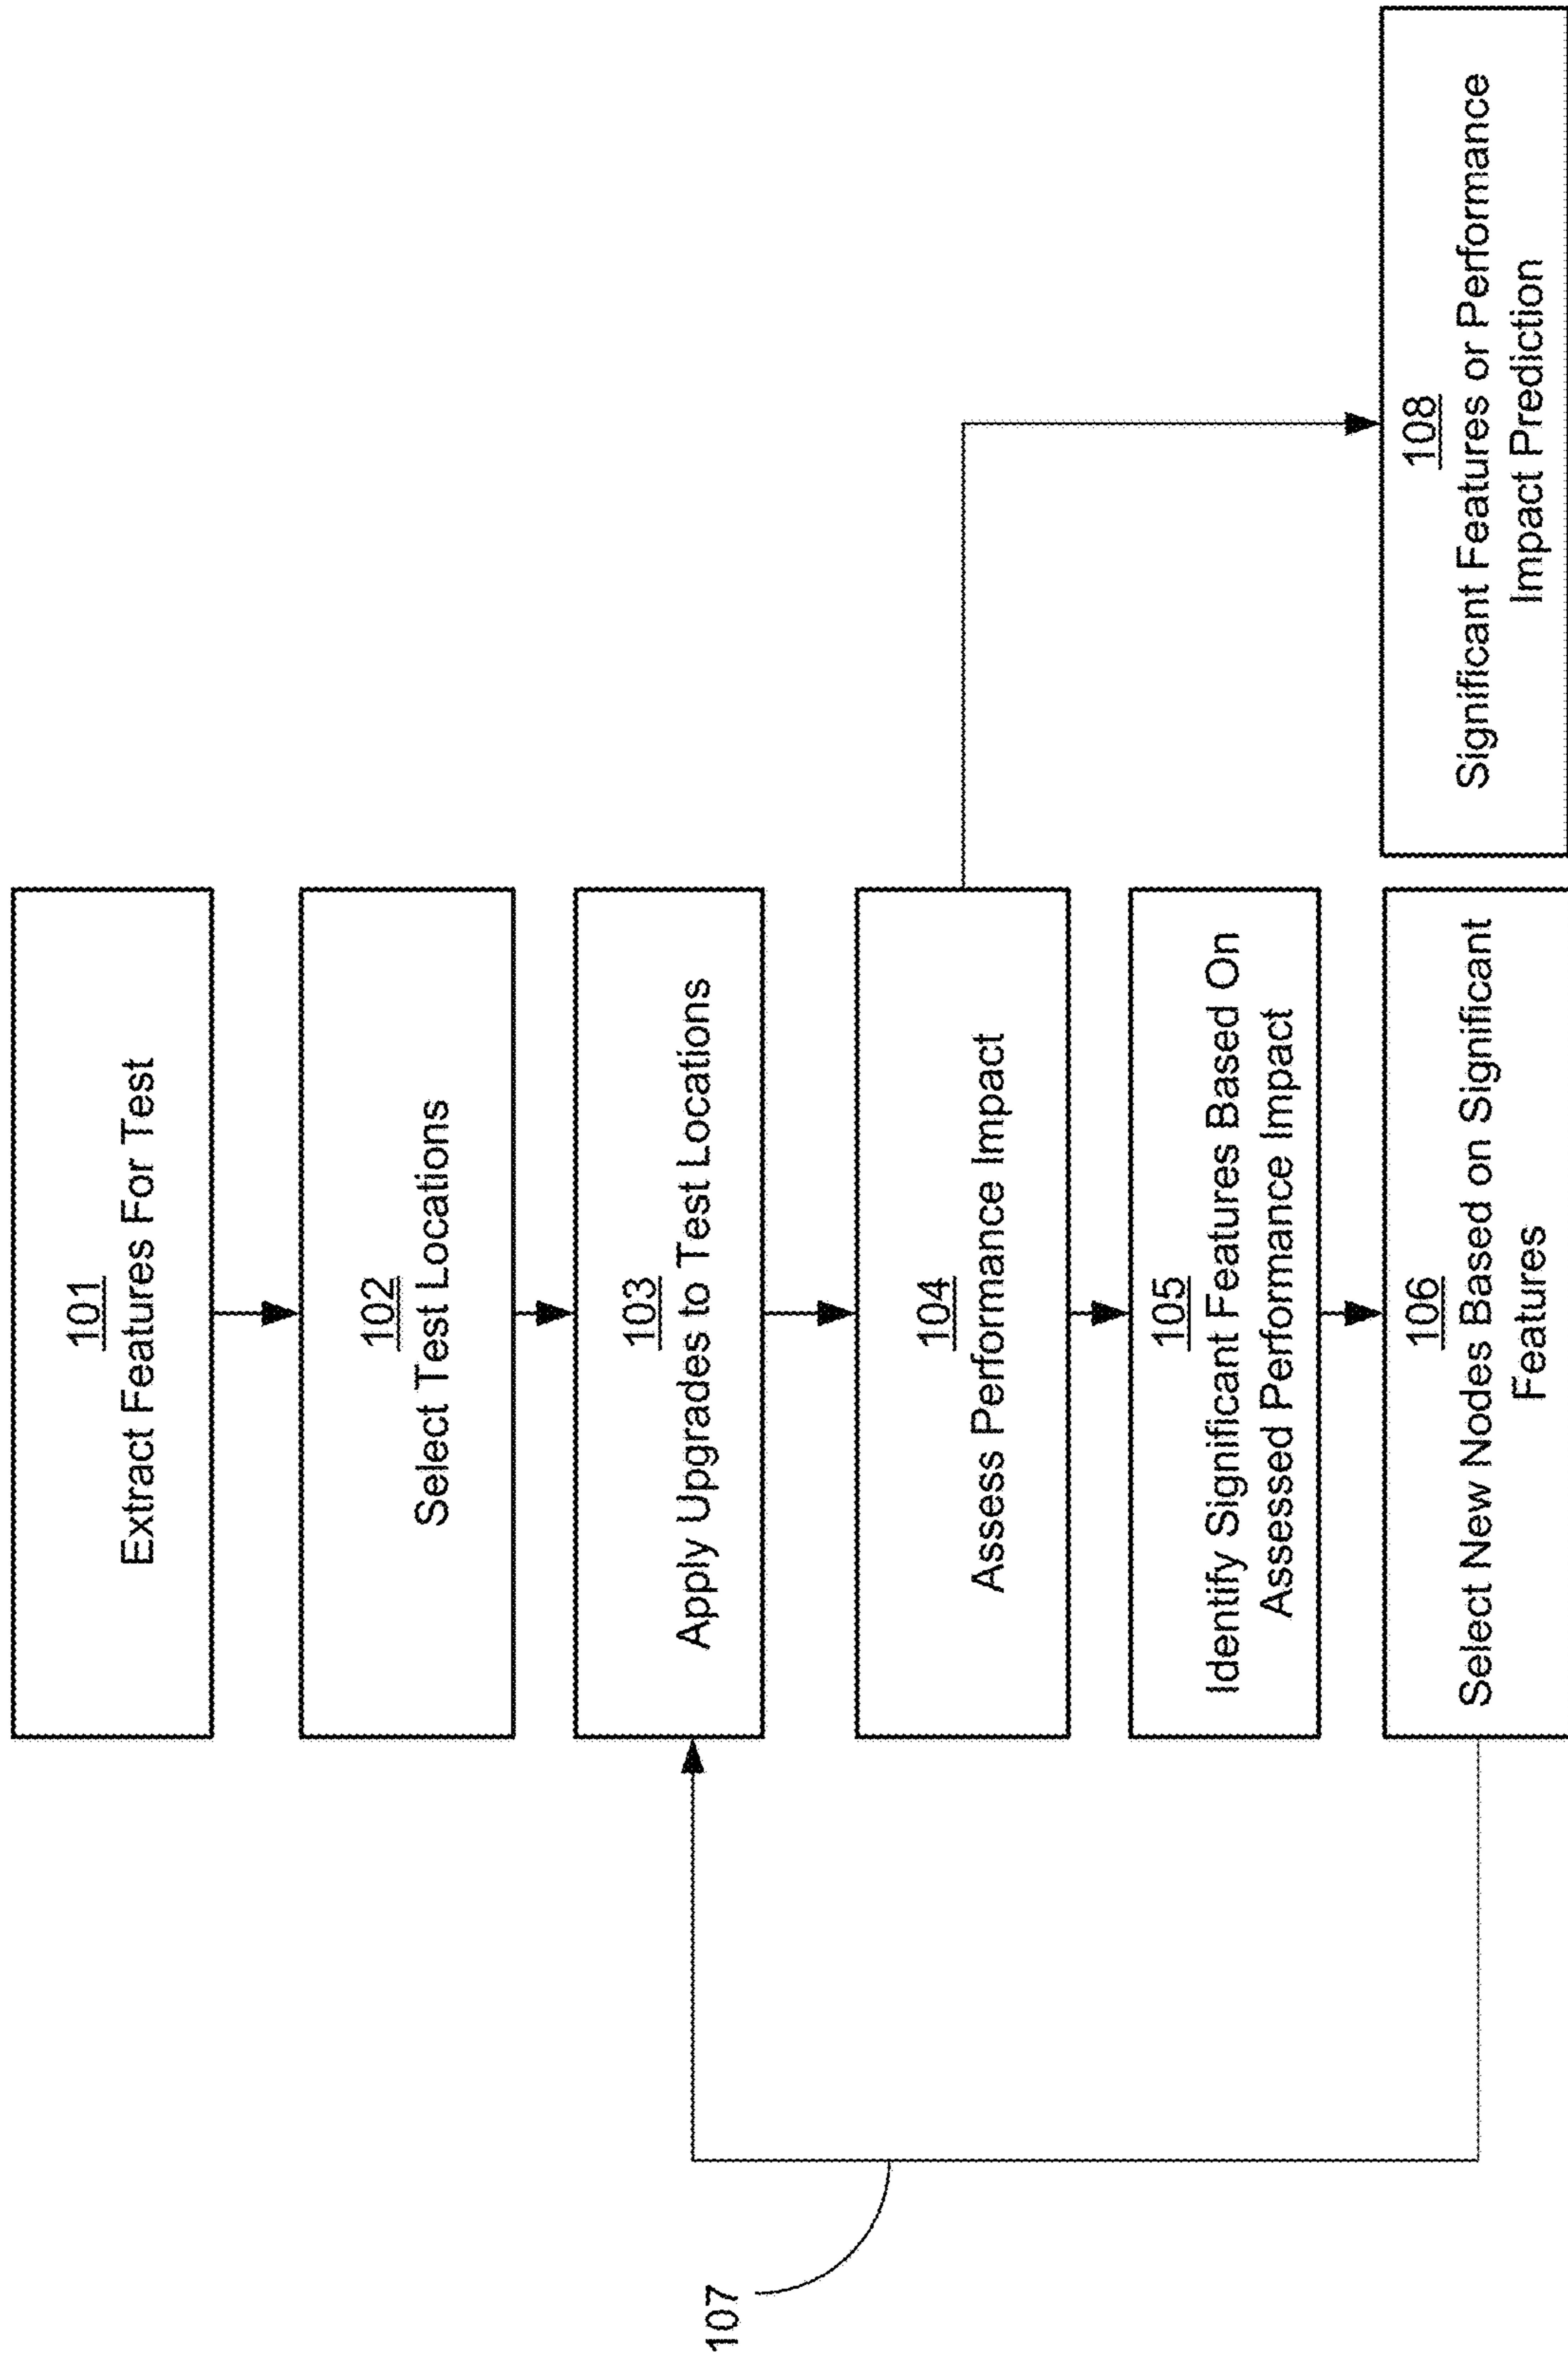 101
Extract Features For Test
102
Select Test Locations
103
Apply Upgrades to Test Locations
104
Assess Performance Impact
105
Identify Significant Features Based On
Assessed Performance Impact
106
Select New Nodes Based on Significant
Features
107
108
Significant Features or Performance
Impact Prediction